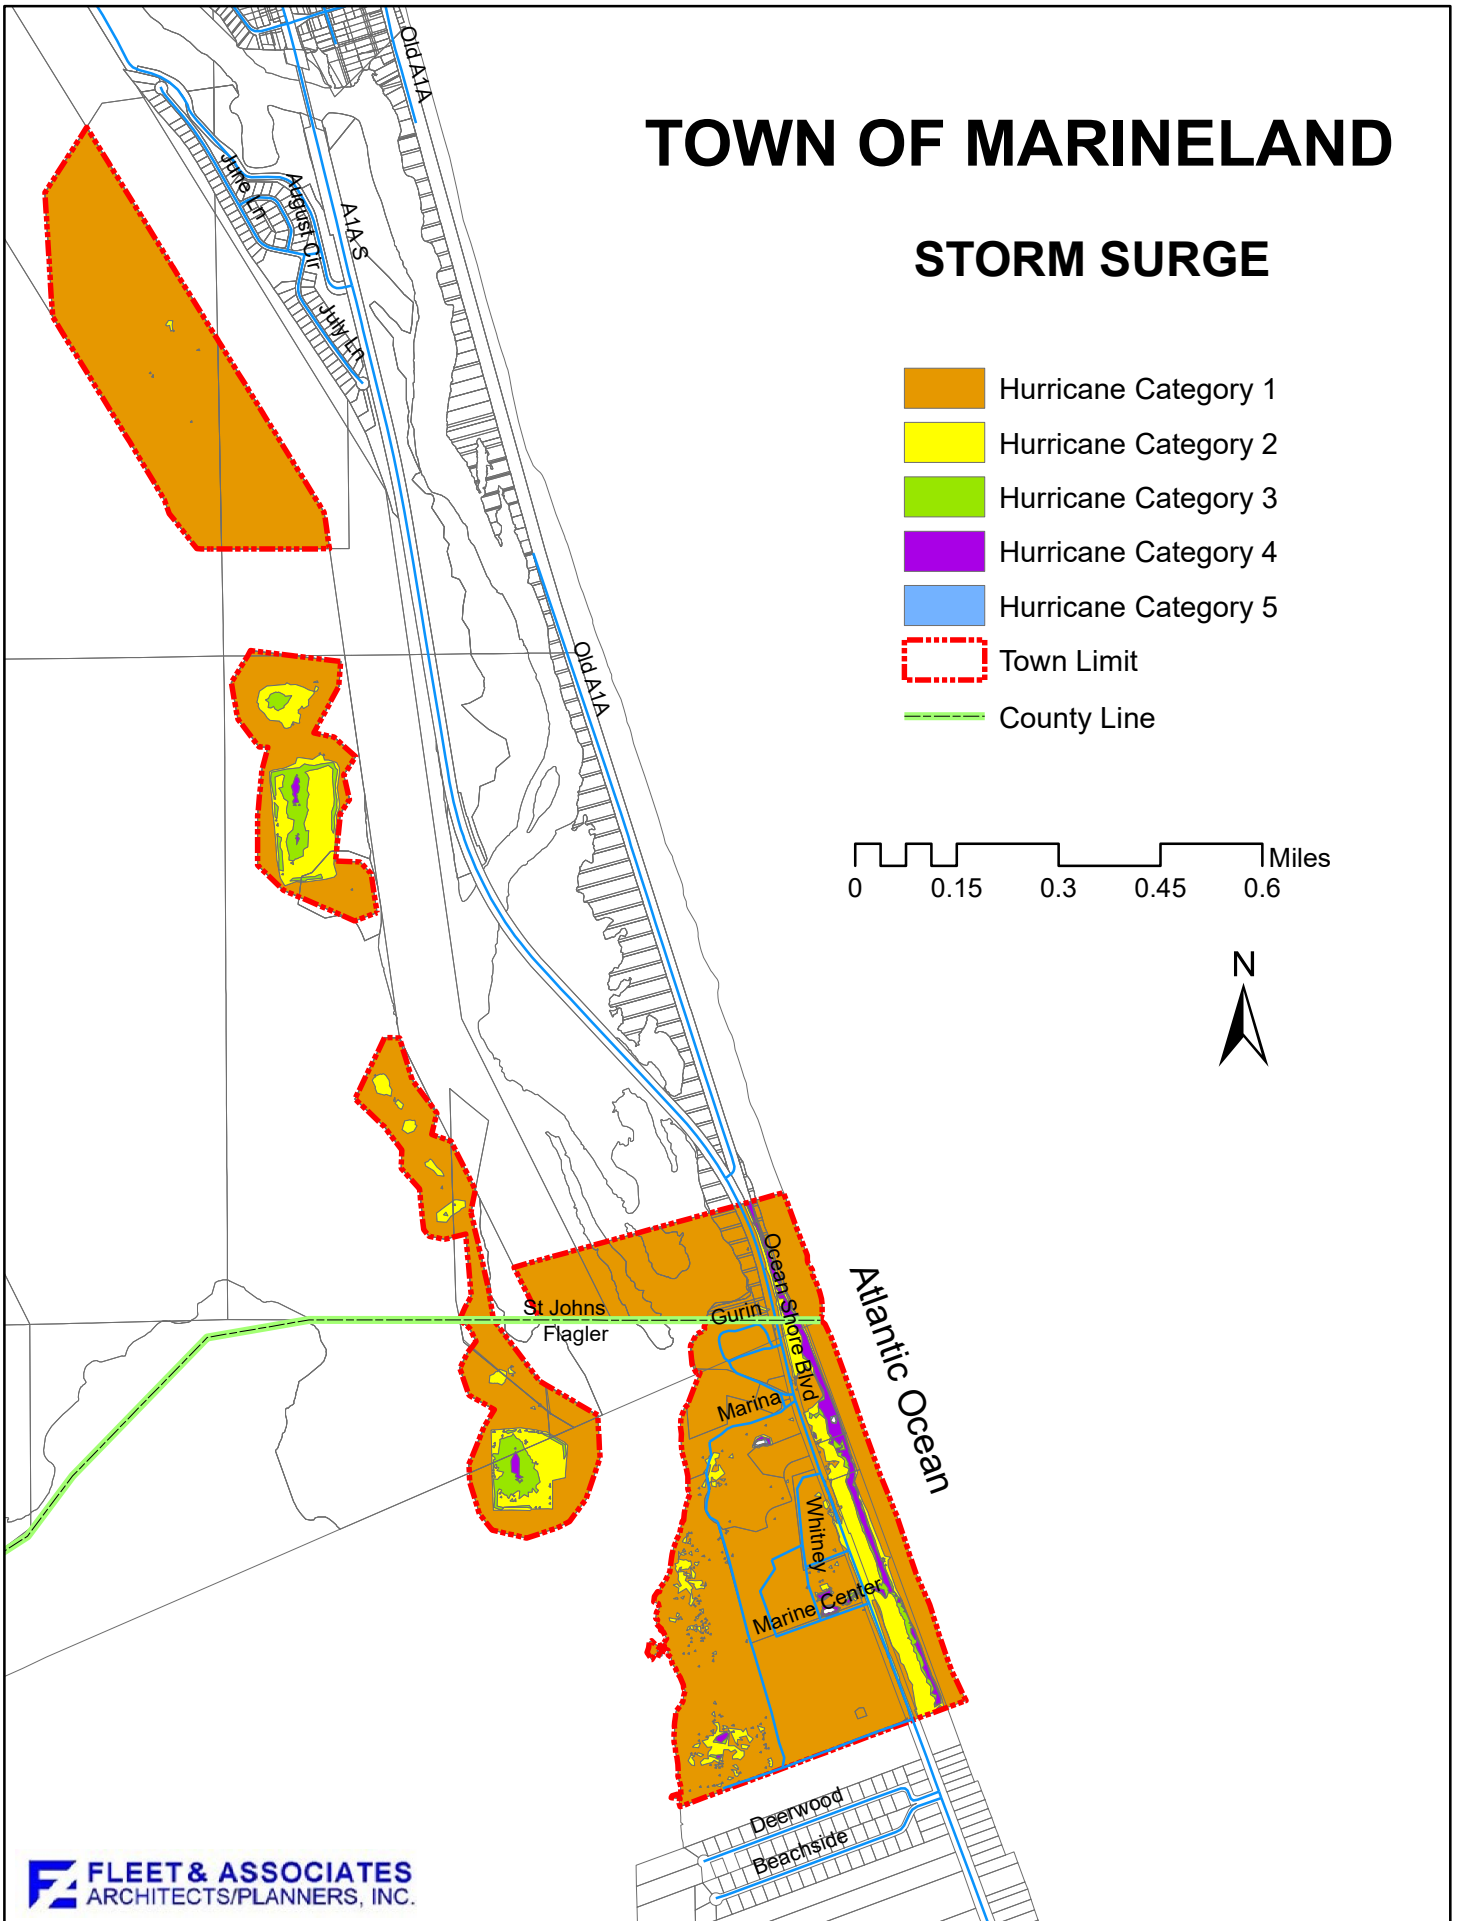 TOWN OF MARINELAND
STORM SURGE
Hurricane Category 1
Hurricane Category 2
Hurricane Category 3
Hurricane Category 4
Hurricane Category 5
Town Limit
County Line
Miles
0 0.15 0.3 0.45 0.6
N
Old A1A
June Ln
August Cir
A1A S
July Ln
Old A1A
Ocean Shore Blvd
Atlantic Ocean
St Johns
Flagler
Gurin
Marina
Whitney
Marine Center
Deerwood
Beachside
FLEET & ASSOCIATES
ARCHITECTS/PLANNERS, INC.